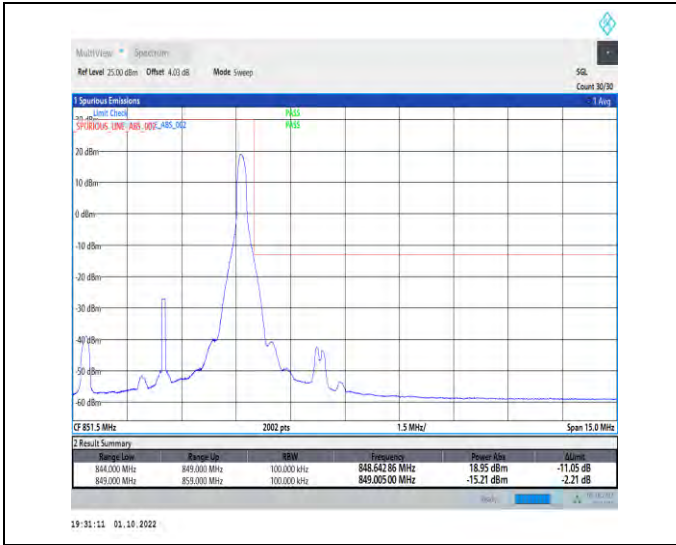 MultiView Spectrum
Ref Level 25.00 dBm Offset 4.03 dB Mode Sweep SGL
Count 30/30
1 Spurious Emissions 1 Avg
Limit Check PASS
SPURIOUS_LINE_ABS_002 PASS
20 dBm
10 dBm
0 dBm
-10 dBm
-20 dBm
-30 dBm
-40 dBm
-50 dBm
-60 dBm
CF 851.5 MHz 2002 pts 1.5 MHz/ Span 15.0 MHz
2 Result Summary
Range Low Range Up RBW Frequency Power Abs ΔLimit
844.000 MHz 849.000 MHz 100.000 kHz 848.642 86 MHz 18.95 dBm -11.05 dB
849.000 MHz 859.000 MHz 100.000 kHz 849.005 00 MHz -15.21 dBm -2.21 dB
Ready
19:31:11 01.10.2022